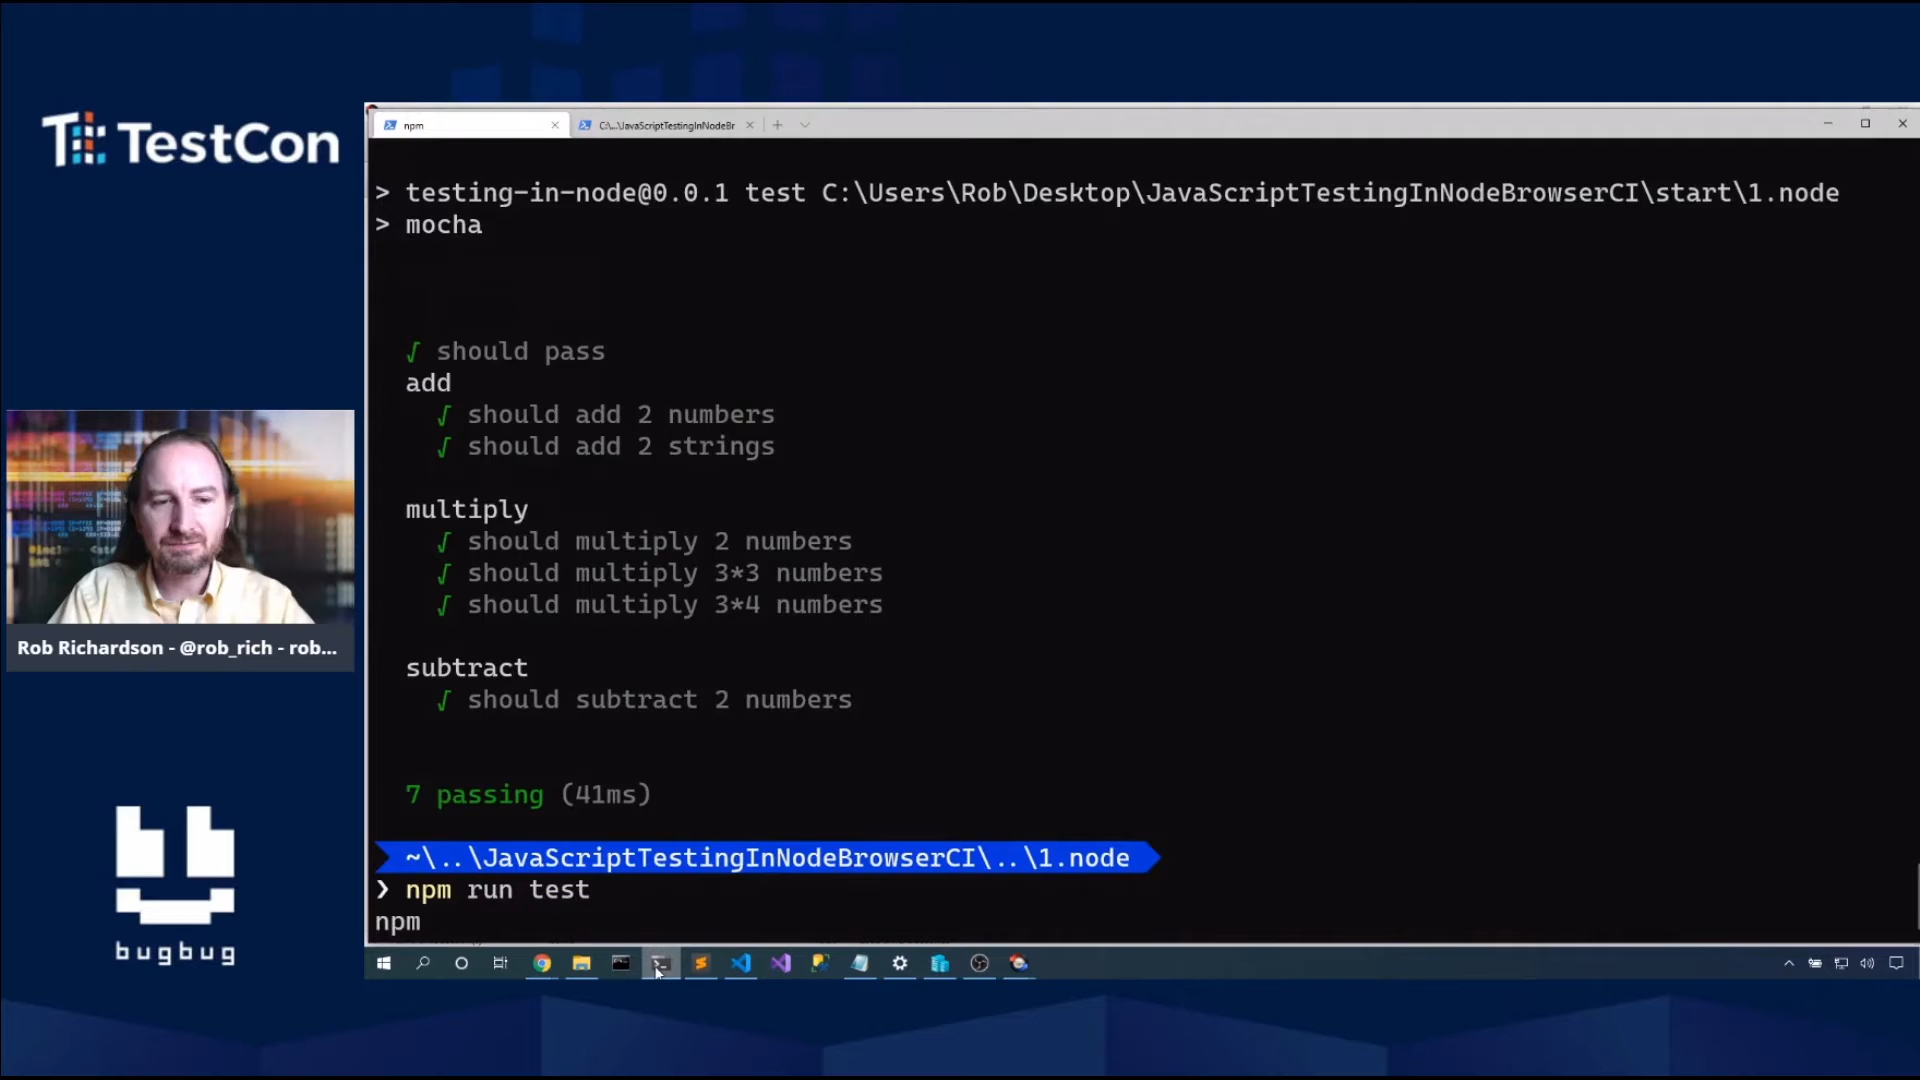 TestCon
npm
C:\...\JavaScriptTestingInNodeBr
> testing-in-node@0.0.1 test C:\Users\Rob\Desktop\JavaScriptTestingInNodeBrowserCI\start\1.node
> mocha
√ should pass
add
√ should add 2 numbers
√ should add 2 strings
multiply
√ should multiply 2 numbers
√ should multiply 3*3 numbers
√ should multiply 3*4 numbers
subtract
√ should subtract 2 numbers
7 passing (41ms)
~\..\JavaScriptTestingInNodeBrowserCI\..\1.node
❯ npm run test
npm
Rob Richardson - @rob_rich - rob...
bugbug